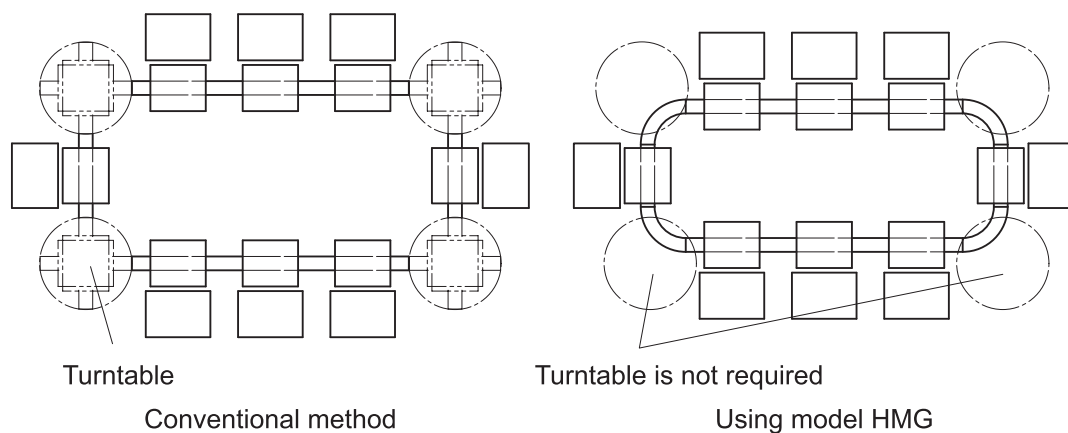 Turntable
Turntable is not required
Conventional method
Using model HMG